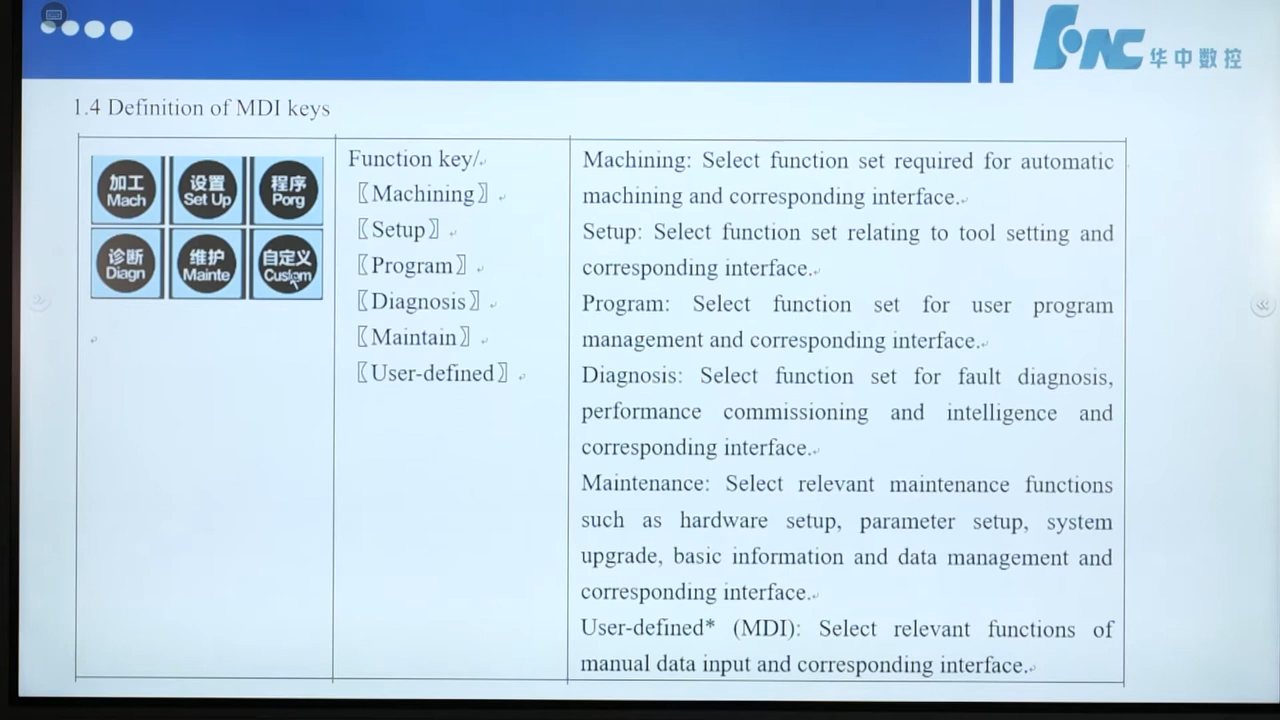 HNC 华中数控
1.4 Definition of MDI keys
加工 设置 程序
Mach Set Up Porg
诊断 维护 自定义
Diagn Mainte Custom
Function key/
〖Machining〗
〖Setup〗
〖Program〗
〖Diagnosis〗
〖Maintain〗
〖User-defined〗
Machining: Select function set required for automatic
machining and corresponding interface.
Setup: Select function set relating to tool setting and
corresponding interface.
Program: Select function set for user program
management and corresponding interface.
Diagnosis: Select function set for fault diagnosis,
performance commissioning and intelligence and
corresponding interface.
Maintenance: Select relevant maintenance functions
such as hardware setup, parameter setup, system
upgrade, basic information and data management and
corresponding interface.
User-defined* (MDI): Select relevant functions of
manual data input and corresponding interface.